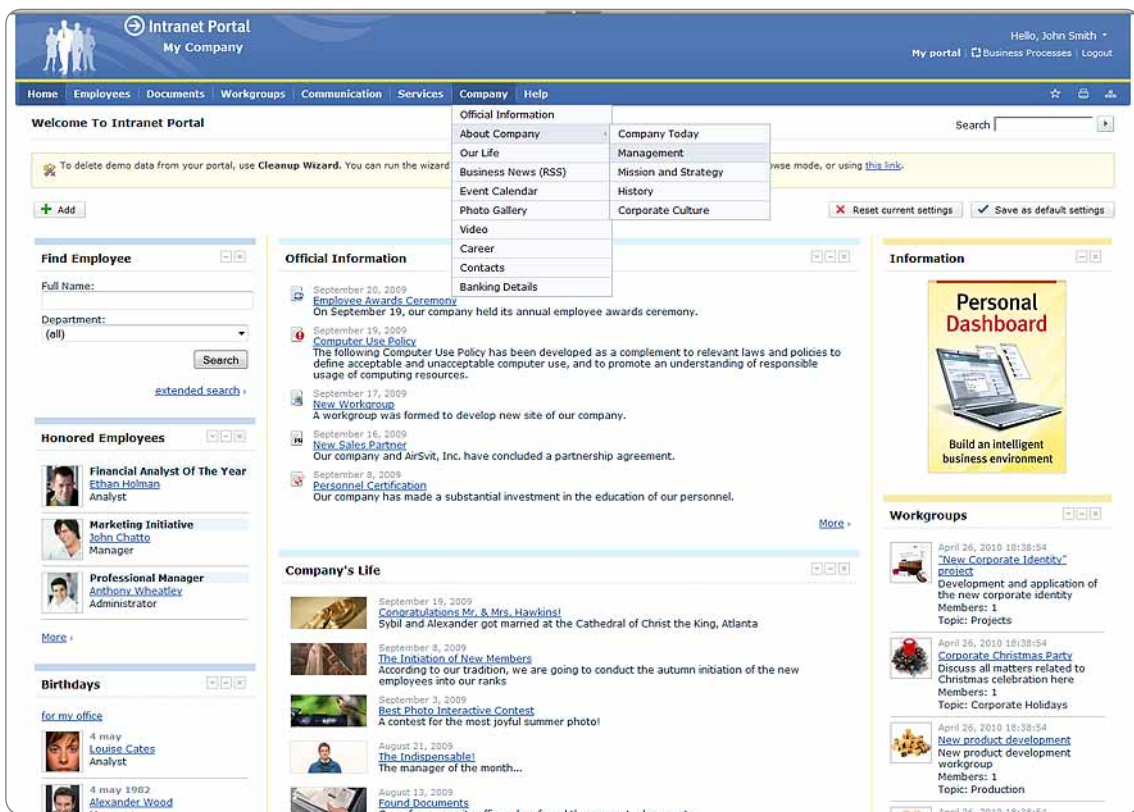 Intranet Portal
My Company
Hello, John Smith
My portal
Business Processes
Logout
Home
Employees
Documents
Workgroups
Communication
Services
Company
Help
Official Information
About Company
Our Life
Business News (RSS)
Event Calendar
Photo Gallery
Video
Career
Contacts
Banking Details
Company Today
Management
Mission and Strategy
History
Corporate Culture
Welcome To Intranet Portal
Search
To delete demo data from your portal, use Cleanup Wizard. You can run the wizard
wse mode, or using this link.
Add
Reset current settings
Save as default settings
Find Employee
Full Name:
Department:
(all)
Search
extended search
Honored Employees
Financial Analyst Of The Year
Ethan Holman
Analyst
Marketing Initiative
John Chatto
Manager
Professional Manager
Anthony Wheatley
Administrator
More
Birthdays
for my office
4 may
Louise Cates
Analyst
4 may 1982
Alexander Wood
Official Information
September 20, 2009
Employee Awards Ceremony
On September 19, our company held its annual employee awards ceremony.
September 19, 2009
Computer Use Policy
The following Computer Use Policy has been developed as a complement to relevant laws and policies to
define acceptable and unacceptable computer use, and to promote an understanding of responsible
usage of computing resources.
September 17, 2009
New Workgroup
A workgroup was formed to develop new site of our company.
September 16, 2009
New Sales Partner
Our company and AirSvit, Inc. have concluded a partnership agreement.
September 8, 2009
Personnel Certification
Our company has made a substantial investment in the education of our personnel.
More
Company's Life
September 19, 2009
Congratulations Mr. & Mrs. Hawkins!
Sybil and Alexander got married at the Cathedral of Christ the King, Atlanta
September 8, 2009
The Initiation of New Members
According to our tradition, we are going to conduct the autumn initiation of the new
employees into our ranks
September 3, 2009
Best Photo Interactive Contest
A contest for the most joyful summer photo!
August 21, 2009
The Indispensable!
The manager of the month...
August 13, 2009
Found Documents
Information
Personal
Dashboard
Build an intelligent
business environment
Workgroups
April 26, 2010 18:38:54
"New Corporate Identity"
project
Development and application of
the new corporate identity
Members: 1
Topic: Projects
April 26, 2010 18:38:54
Corporate Christmas Party
Discuss all matters related to
Christmas celebration here
Members: 1
Topic: Corporate Holidays
April 26, 2010 18:38:54
New product development
New product development
workgroup
Members: 1
Topic: Production
April 26, 2010 18:38:54